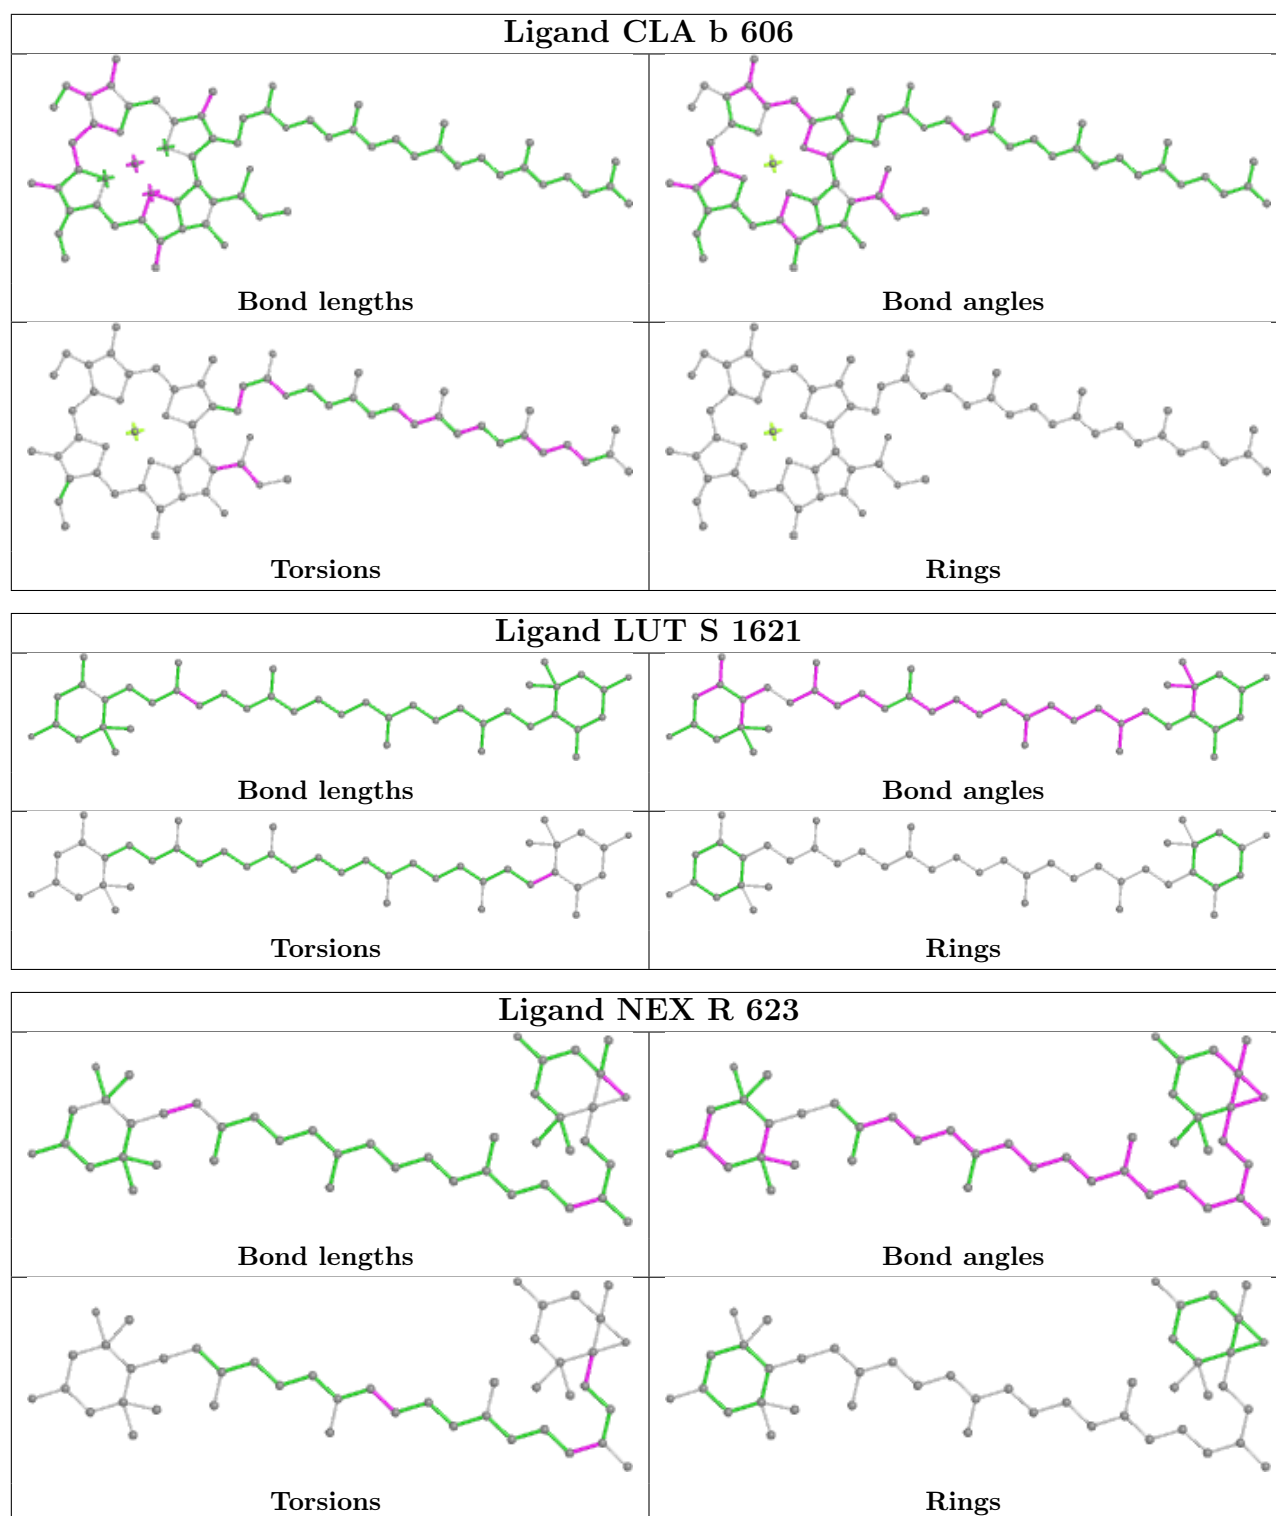 Ligand CLA b 606
Bond lengths
Bond angles
Torsions
Rings
Ligand LUT S 1621
Bond lengths
Bond angles
Torsions
Rings
Ligand NEX R 623
Bond lengths
Bond angles
Torsions
Rings